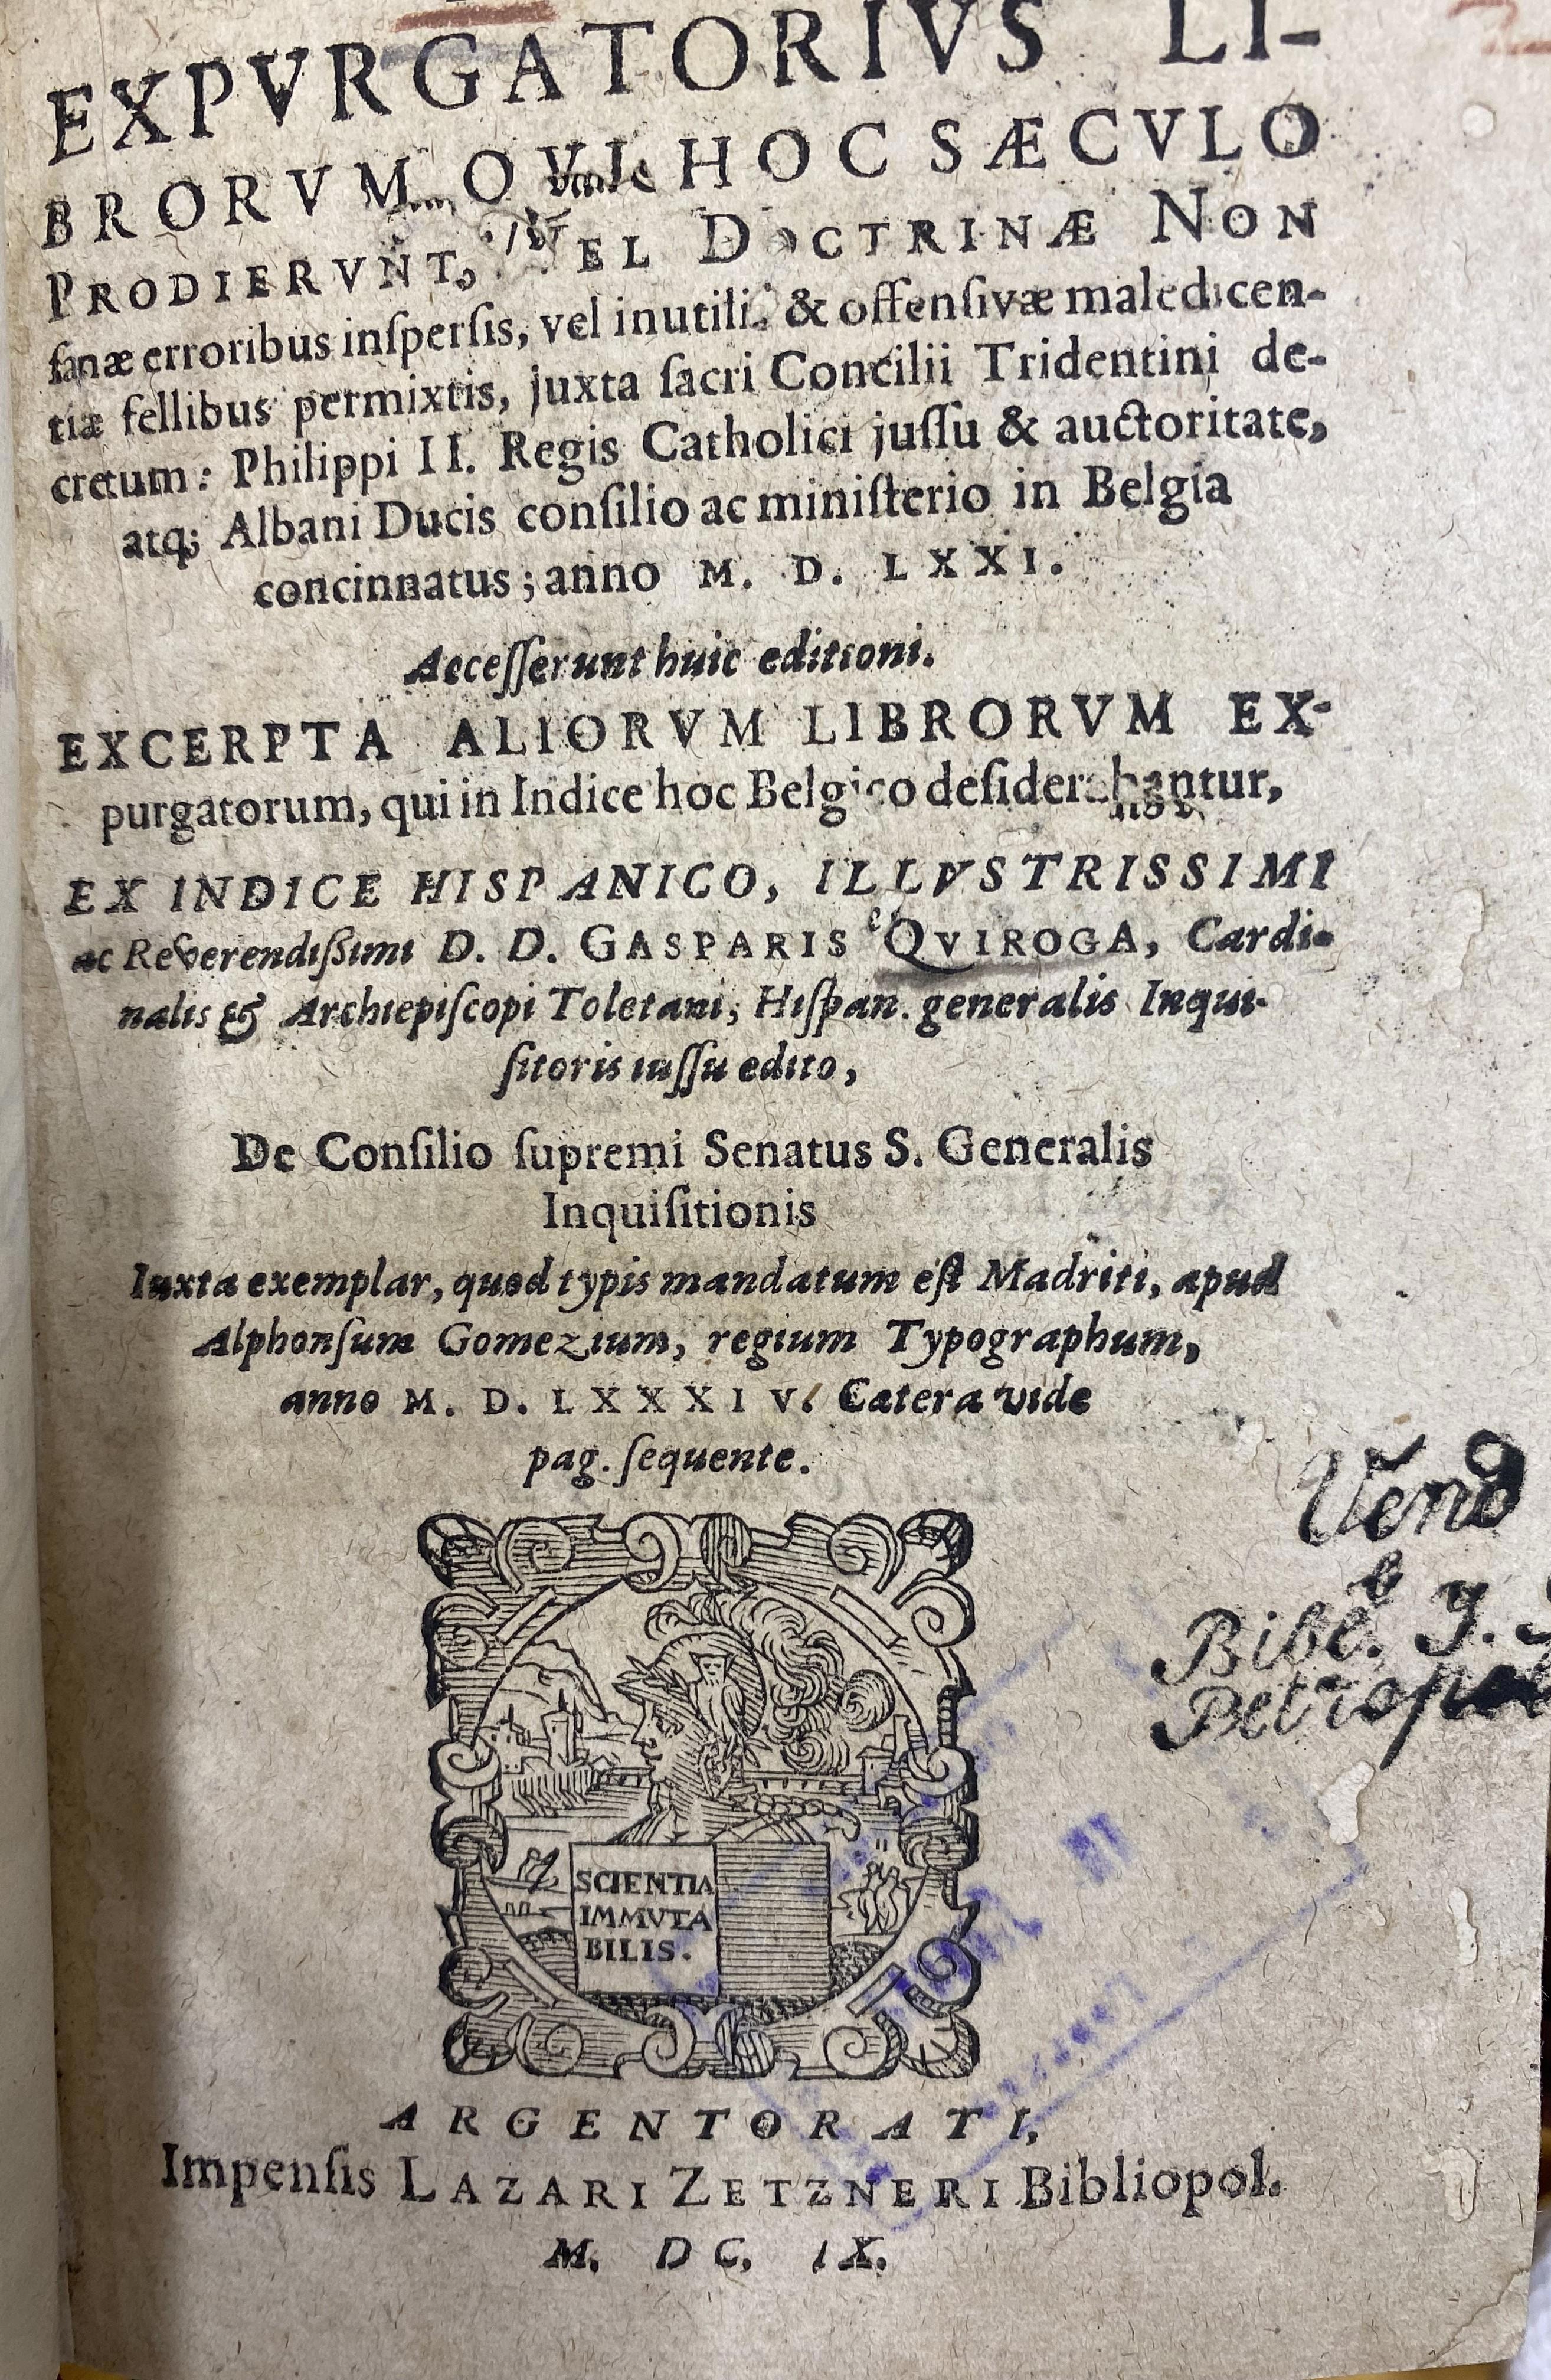 EXPVRGATORIVS LI-
BRORVM QVI HOC SÆCVLO
PRODIERVNT, VEL DOCTRINÆ NON
ſanæ erroribus inſperſis, vel inutilis & offenſivæ maledicen-
tiæ fellibus permixtis, juxta ſacri Concilii Tridentini de-
cretum: Philippi II. Regis Catholici juſſu & auctoritate,
atq; Albani Ducis conſilio ac miniſterio in Belgia
concinnatus; anno M. D. LXXI.
Acceſſerunt huic editioni.
EXCERPTA ALIORVM LIBRORVM EX-
purgatorum, qui in Indice hoc Belgico deſiderabantur,
EX INDICE HISPANICO, ILLVSTRISSIMI
ac Reverendiſſimi D. D. GASPARIS QVIROGA, Cardi-
nalis & Archiepiſcopi Toletani, Hiſpan. generalis Inqui-
ſitoris iuſſu edito,
De Conſilio ſupremi Senatus S. Generalis
Inquiſitionis
Iuxta exemplar, quod typis mandatum eſt Madriti, apud
Alphonſum Gomezium, regium Typographum,
anno M. D. LXXXIV. Cætera vide
pag. ſequente.
Vend
Bibl. J.
SCIENTIA
IMMVTA
BILIS.
ARGENTORATI,
Impenſis LAZARI ZETZNERI Bibliopol.
M. DC. IX.